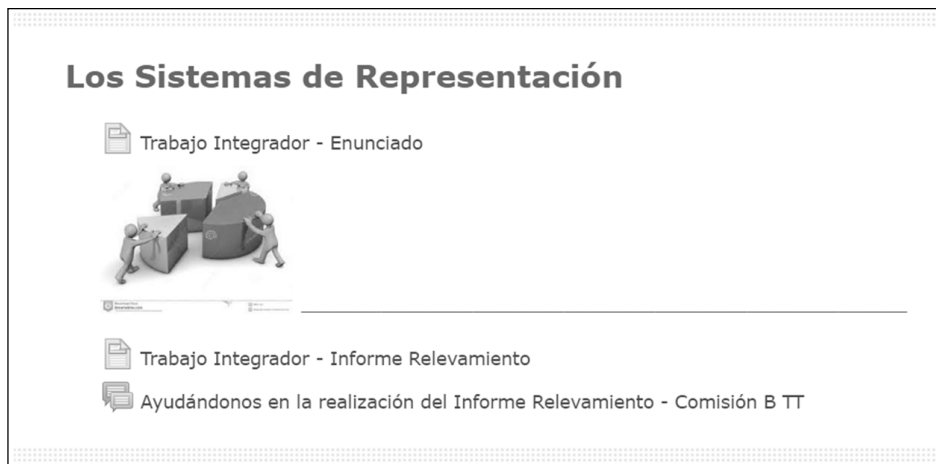 Los Sistemas de Representación
Trabajo Integrador - Enunciado
Trabajo Integrador - Informe Relevamiento
Ayudándonos en la realización del Informe Relevamiento - Comisión B TT